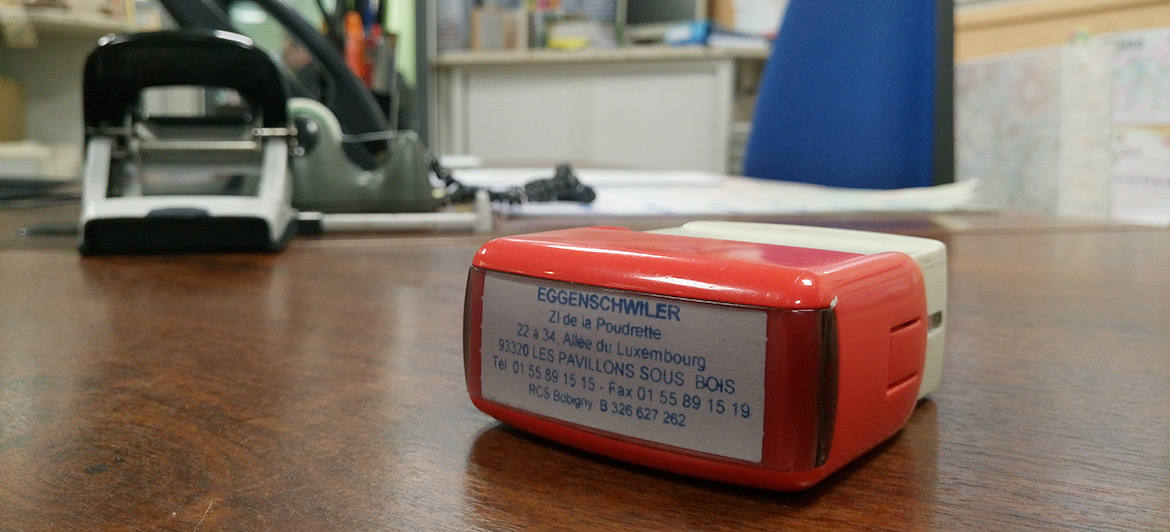 EGGENSCHWILER
ZI de la Poudrette
22 a 34, Allée du Luxembourg
93320 LES PAVILLONS SOUS BOIS
Tél 01 55 89 15 15 - Fax 01 55 89 15 19
RCS Bobigny B 326 627 262